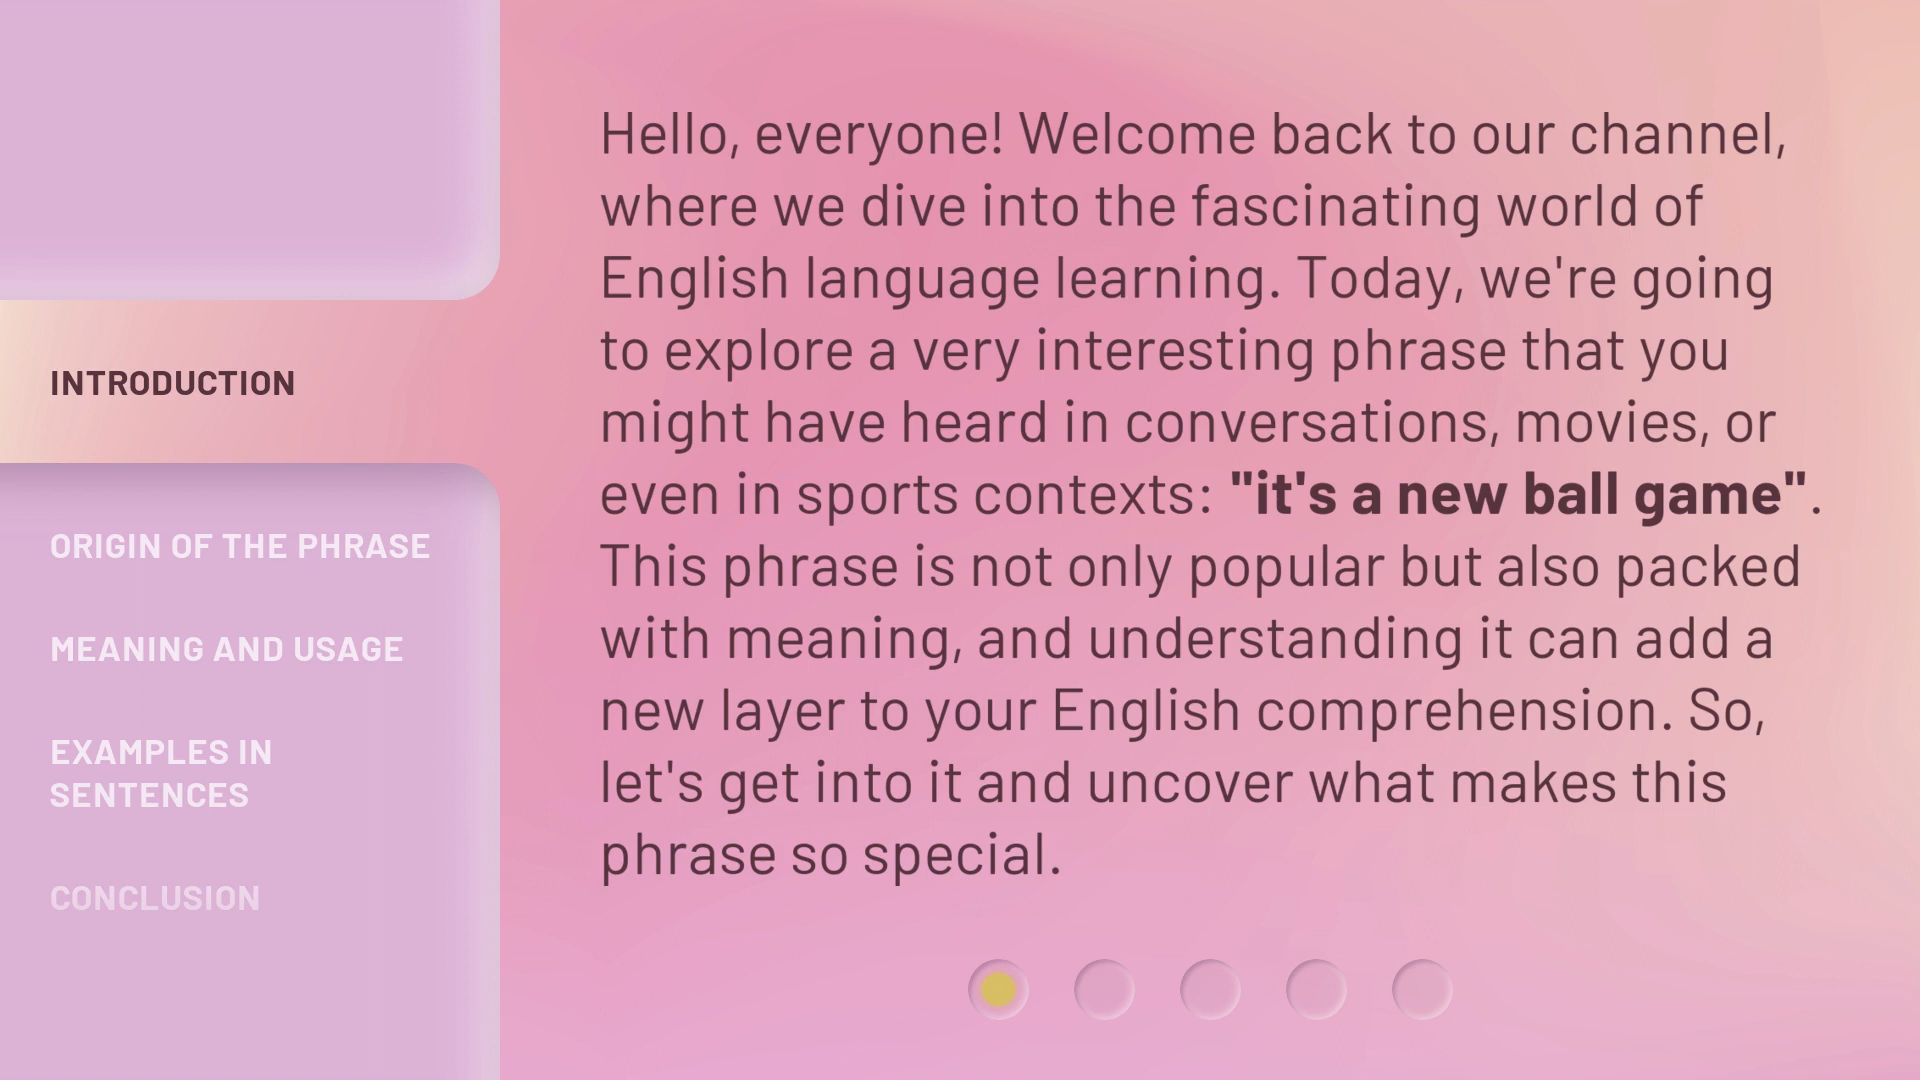 INTRODUCTION
ORIGIN OF THE PHRASE
MEANING AND USAGE
EXAMPLES IN
SENTENCES
CONCLUSION
Hello, everyone! Welcome back to our channel,
where we dive into the fascinating world of
English language learning. Today, we're going
to explore a very interesting phrase that you
might have heard in conversations, movies, or
even in sports contexts: "it's a new ball game".
This phrase is not only popular but also packed
with meaning, and understanding it can add a
new layer to your English comprehension. So,
let's get into it and uncover what makes this
phrase so special.